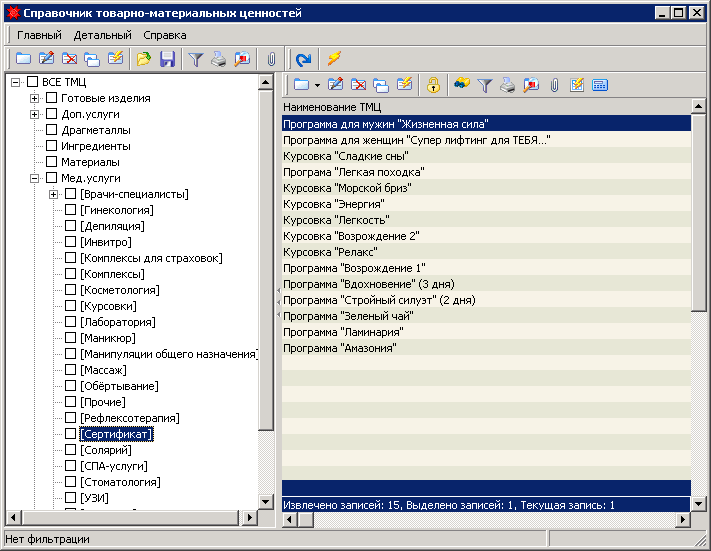 Справочник товарно-материальных ценностей
Главный Детальный Справка
ВСЕ ТМЦ
Готовые изделия
Доп.услуги
Драгметаллы
Ингредиенты
Материалы
Мед.услуги
[Врачи-специалисты]
[Гинекология]
[Депиляция]
[Инвитро]
[Комплексы для страховок]
[Комплексы]
[Косметология]
[Курсовки]
[Лаборатория]
[Маникюр]
[Манипуляции общего назначения]
[Массаж]
[Обёртывание]
[Прочие]
[Рефлексотерапия]
[Сертификат]
[Солярий]
[СПА-услуги]
[Стоматология]
[УЗИ]
Наименование ТМЦ
Программа для мужин "Жизненная сила"
Программа для женщин "Супер лифтинг для ТЕБЯ..."
Курсовка "Сладкие сны"
Програма "Легкая походка"
Курсовка "Морской бриз"
Курсовка "Энергия"
Курсовка "Легкость"
Курсовка "Возрождение 2"
Курсовка "Релакс"
Программа "Возрождение 1"
Программа "Вдохновение" (3 дня)
Программа "Стройный силуэт" (2 дня)
Программа "Зеленый чай"
Программа "Ламинария"
Программа "Амазония"
Извлечено записей: 15, Выделено записей: 1, Текущая запись: 1
Нет фильтрации